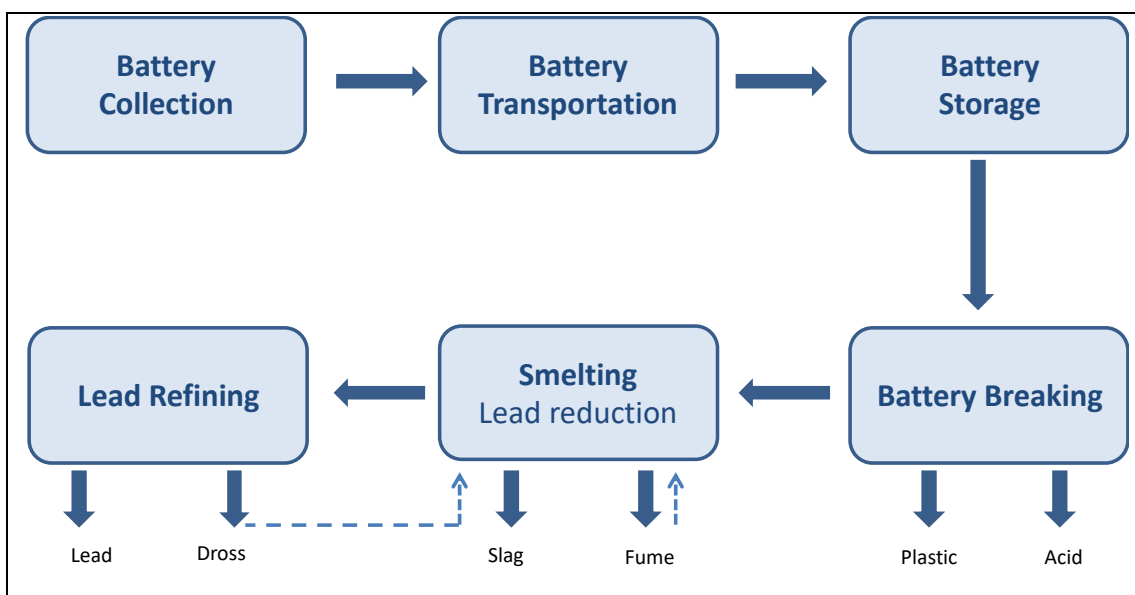 Battery
Collection
Battery
Transportation
Battery
Storage
Lead Refining
Smelting
Lead reduction
Battery Breaking
Lead
Dross
Slag
Fume
Plastic
Acid